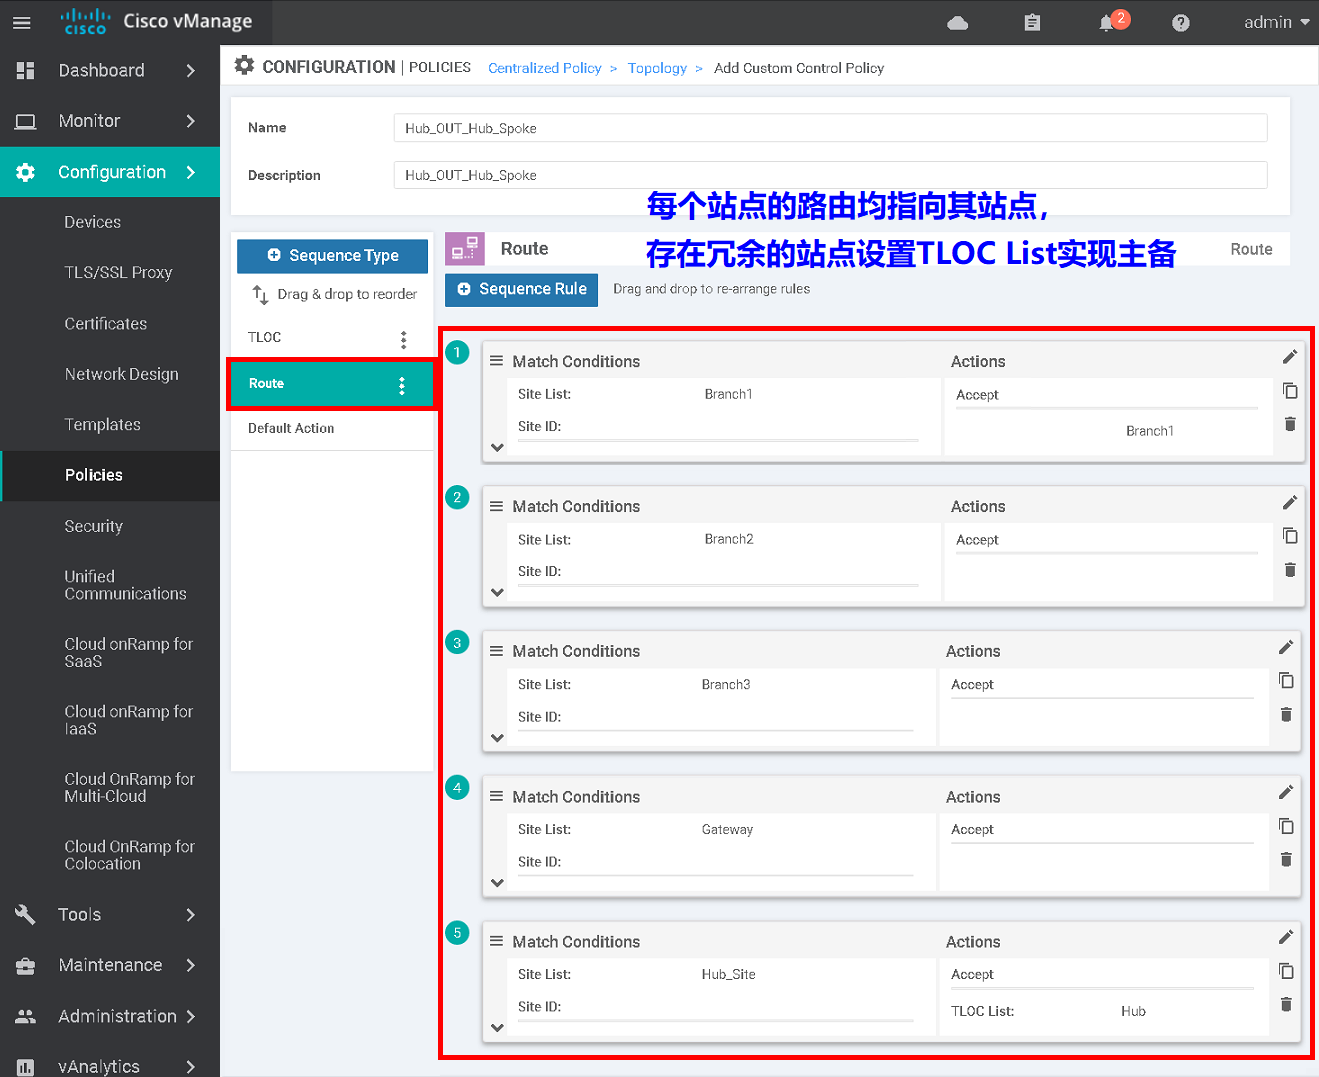 cisco Cisco vManage
2
admin
Dashboard
Monitor
Configuration
Devices
TLS/SSL Proxy
Certificates
Network Design
Templates
Policies
Security
Unified
Communications
Cloud onRamp for
SaaS
Cloud onRamp for
IaaS
Cloud OnRamp for
Multi-Cloud
Cloud OnRamp for
Colocation
Tools
Maintenance
Administration
vAnalytics
CONFIGURATION | POLICIES Centralized Policy > Topology > Add Custom Control Policy
Name Hub_OUT_Hub_Spoke
Description Hub_OUT_Hub_Spoke
每个站点的路由均指向其站点，
存在冗余的站点设置TLOC List实现主备
Sequence Type
Drag & drop to reorder
TLOC
Route
Default Action
Route Route
Sequence Rule Drag and drop to re-arrange rules
1 Match Conditions Actions
Site List: Branch1 Accept
Site ID: Branch1
2 Match Conditions Actions
Site List: Branch2 Accept
Site ID:
3 Match Conditions Actions
Site List: Branch3 Accept
Site ID:
4 Match Conditions Actions
Site List: Gateway Accept
Site ID:
5 Match Conditions Actions
Site List: Hub_Site Accept
Site ID: TLOC List: Hub